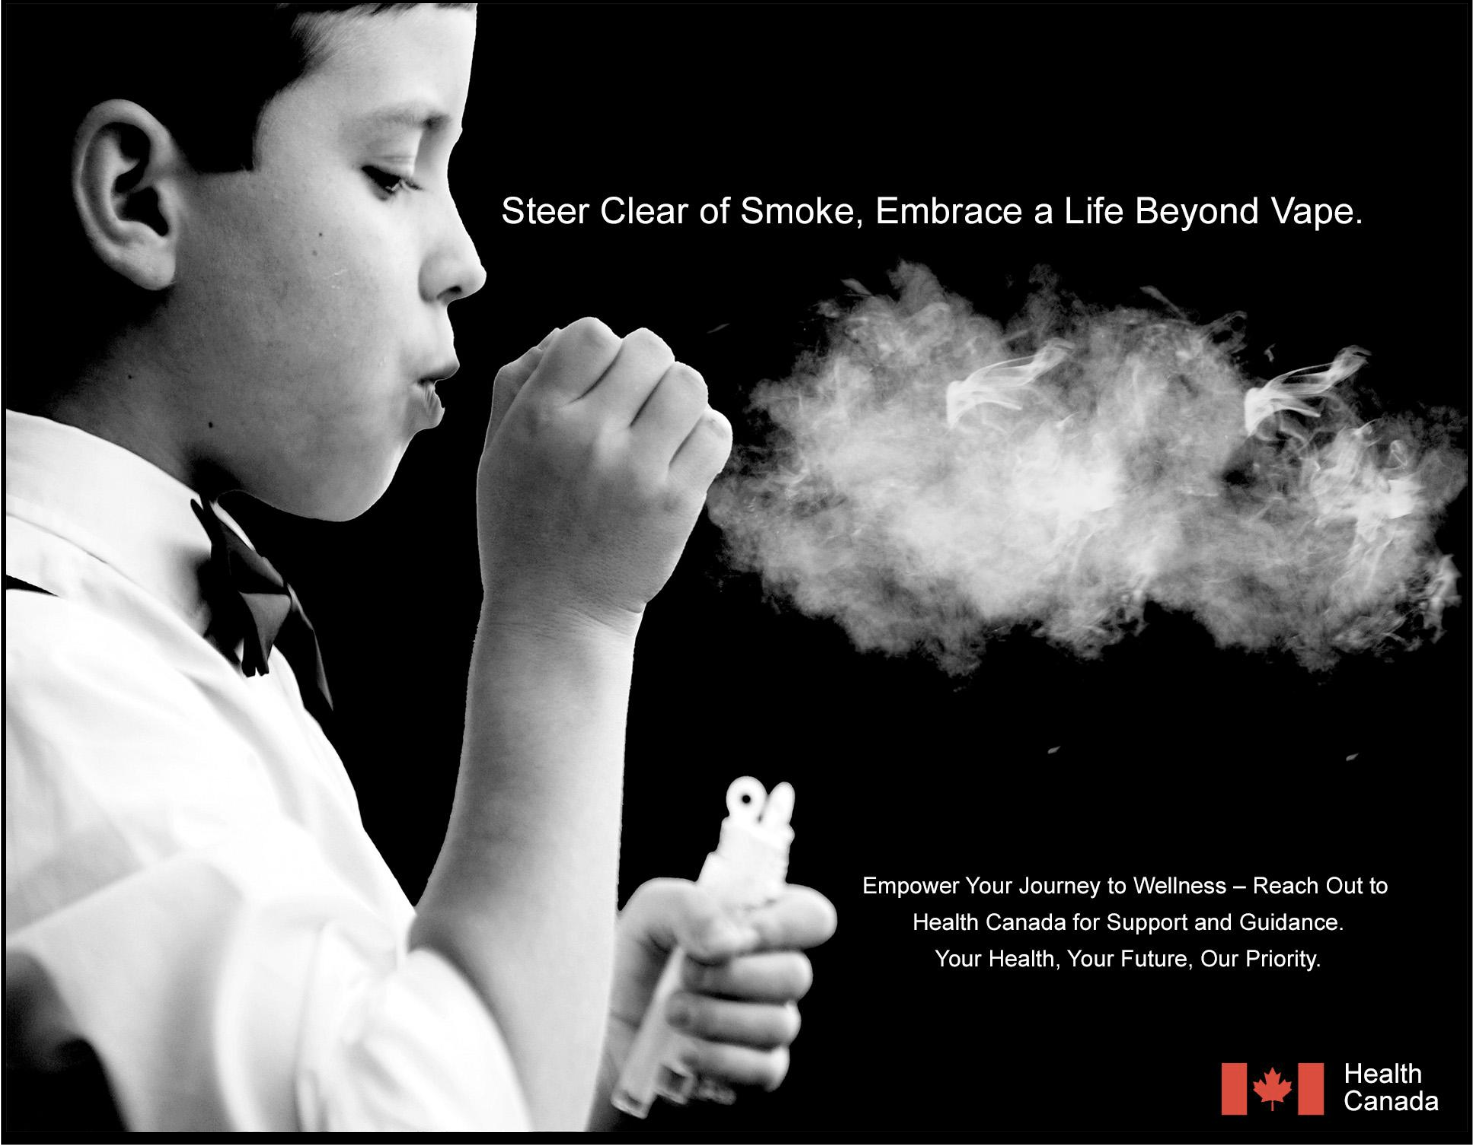 Steer Clear of Smoke, Embrace a Life Beyond Vape.
Empower Your Journey to Wellness – Reach Out to
Health Canada for Support and Guidance.
Your Health, Your Future, Our Priority.
Health
Canada